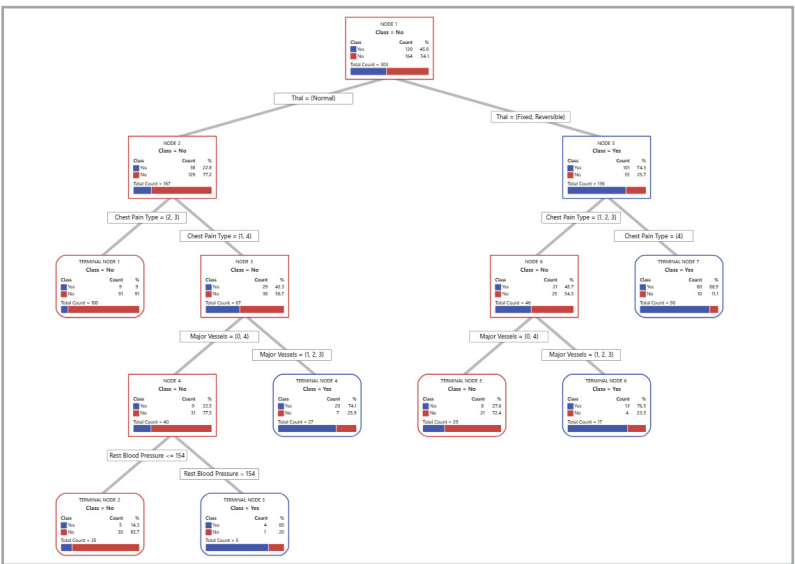 NODE 1
Class = No
Class Count %
Yes 139 45.9
No 164 54.1
Total Count = 303
Thal = (Normal)
Thal = (Fixed, Reversible)
NODE 2
Class = No
Class Count %
Yes 38 22.8
No 129 77.2
Total Count = 167
NODE 5
Class = Yes
Class Count %
Yes 101 74.3
No 35 25.7
Total Count = 136
Chest Pain Type = (2, 3)
Chest Pain Type = (1, 4)
Chest Pain Type = (1, 2, 3)
Chest Pain Type = (4)
TERMINAL NODE 1
Class = No
Class Count %
Yes 9 9
No 91 91
Total Count = 100
NODE 3
Class = No
Class Count %
Yes 29 43.3
No 38 56.7
Total Count = 67
NODE 6
Class = No
Class Count %
Yes 21 45.7
No 25 54.3
Total Count = 46
TERMINAL NODE 7
Class = Yes
Class Count %
Yes 80 88.9
No 10 11.1
Total Count = 90
Major Vessels = (0, 4)
Major Vessels = (1, 2, 3)
Major Vessels = (0, 4)
Major Vessels = (1, 2, 3)
NODE 4
Class = No
Class Count %
Yes 9 22.5
No 31 77.5
Total Count = 40
TERMINAL NODE 4
Class = Yes
Class Count %
Yes 20 74.1
No 7 25.9
Total Count = 27
TERMINAL NODE 5
Class = No
Class Count %
Yes 8 27.6
No 21 72.4
Total Count = 29
TERMINAL NODE 6
Class = Yes
Class Count %
Yes 13 76.5
No 4 23.5
Total Count = 17
Rest Blood Pressure <= 154
Rest Blood Pressure > 154
TERMINAL NODE 2
Class = No
Class Count %
Yes 5 14.3
No 30 85.7
Total Count = 35
TERMINAL NODE 3
Class = Yes
Class Count %
Yes 4 80
No 1 20
Total Count = 5